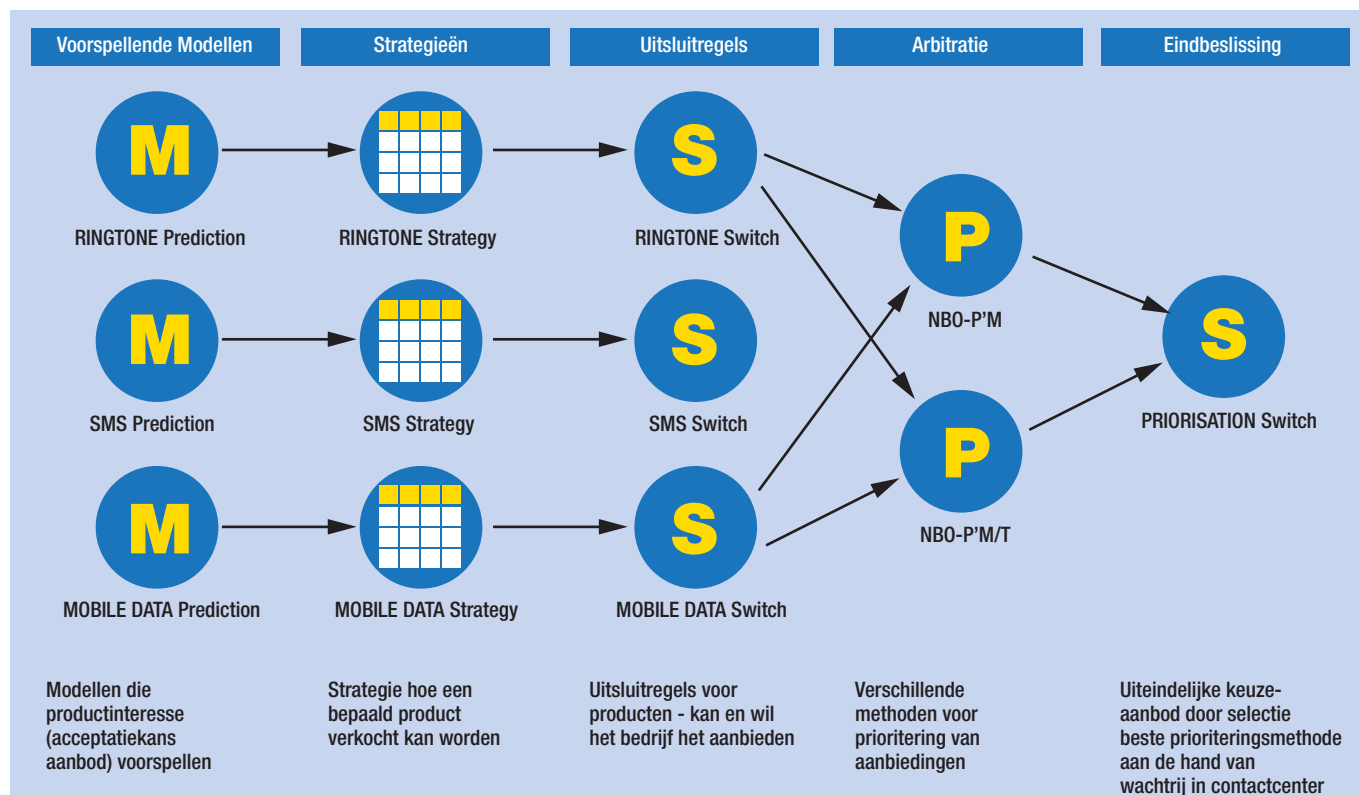 Voorspellende Modellen
Strategieën
Uitsluitregels
Arbitratie
Eindbeslissing
M
S
RINGTONE Prediction
RINGTONE Strategy
RINGTONE Switch
P
NBO-P'M
M
S
SMS Prediction
SMS Strategy
SMS Switch
S
PRIORISATION Switch
M
S
MOBILE DATA Prediction
MOBILE DATA Strategy
MOBILE DATA Switch
P
NBO-P'M/T
Modellen die
productinteresse
(acceptatiekans
aanbod) voorspellen
Strategie hoe een
bepaald product
verkocht kan worden
Uitsluitregels voor
producten - kan en wil
het bedrijf het aanbieden
Verschillende
methoden voor
prioritering van
aanbiedingen
Uiteindelijke keuze-
aanbod door selectie
beste prioriteringsmethode
aan de hand van
wachtrij in contactcenter